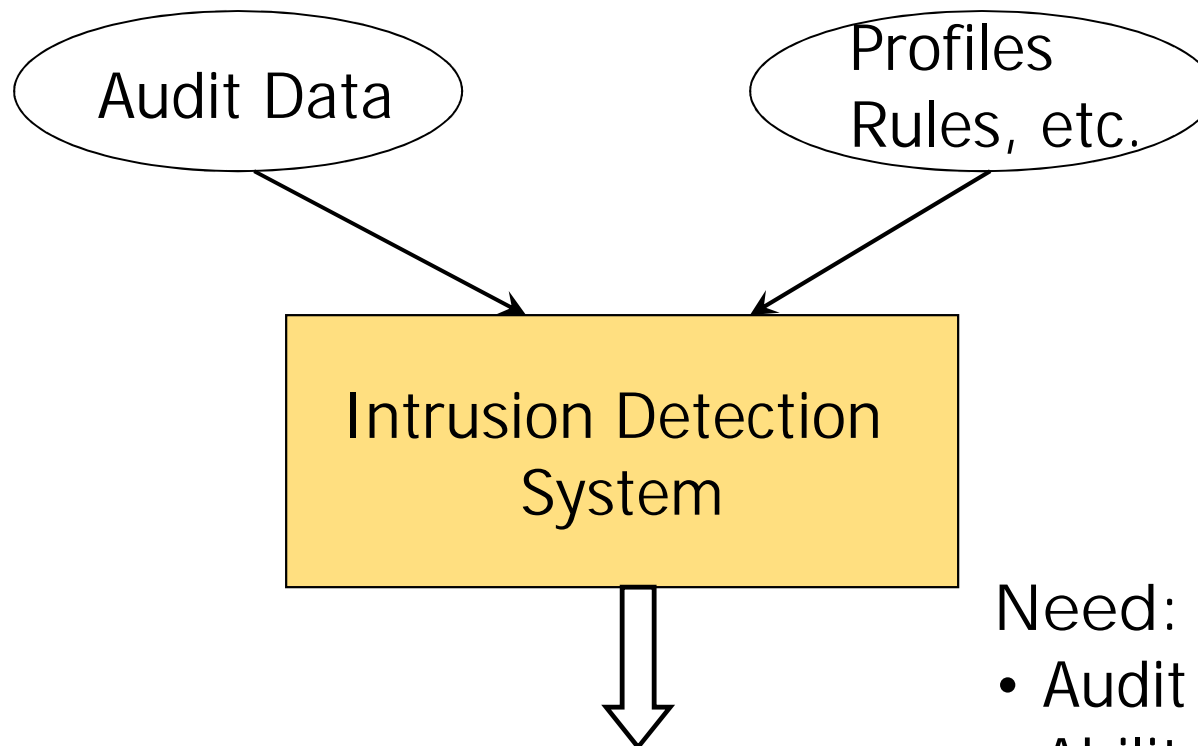 Audit Data
Profiles
Rules, etc.
Intrusion Detection
System
Need:
• Audit